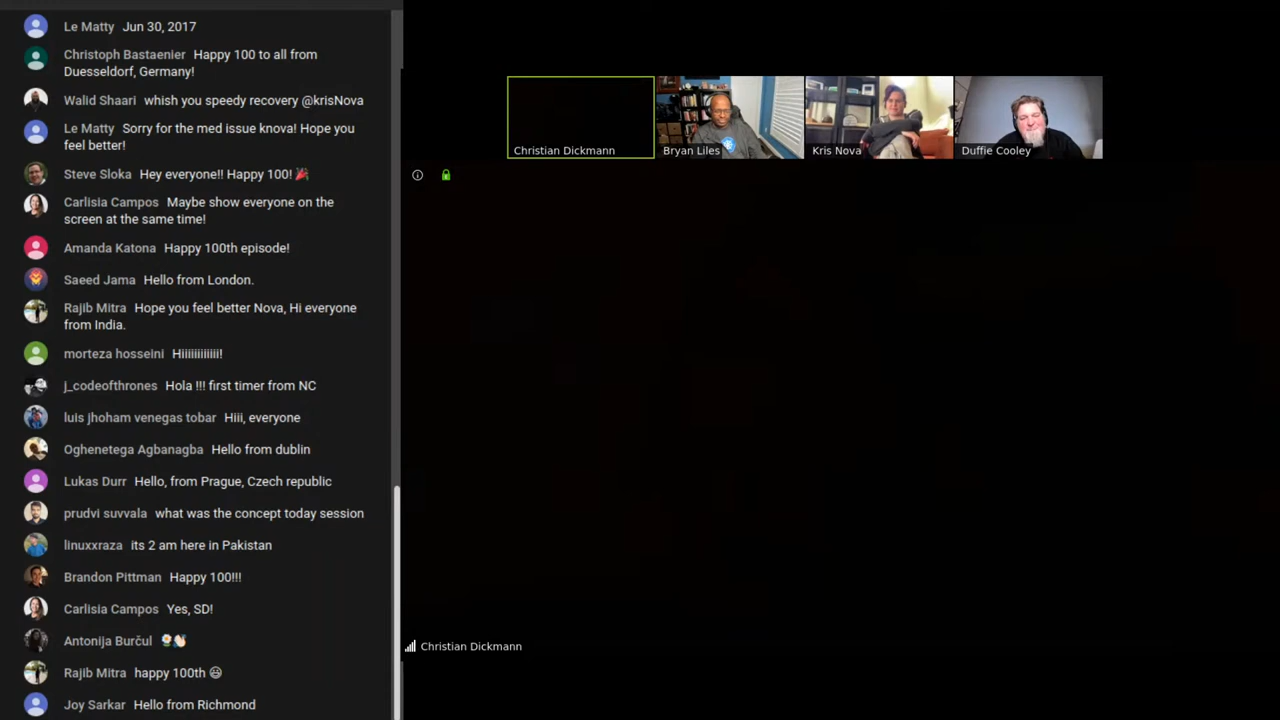 Le Matty Jun 30, 2017
Christoph Bastaenier Happy 100 to all from
Duesseldorf, Germany!
Walid Shaari whish you speedy recovery @krisNova
Le Matty Sorry for the med issue knova! Hope you
feel better!
Steve Sloka Hey everyone!! Happy 100! 🎉
Carlisia Campos Maybe show everyone on the
screen at the same time!
Amanda Katona Happy 100th episode!
Saeed Jama Hello from London.
Rajib Mitra Hope you feel better Nova, Hi everyone
from India.
morteza hosseini Hiiiiiiiiiiiii!
j_codeofthrones Hola !!! first timer from NC
luis jhoham venegas tobar Hiii, everyone
Oghenetega Agbanagba Hello from dublin
Lukas Durr Hello, from Prague, Czech republic
prudvi suvvala what was the concept today session
linuxxraza its 2 am here in Pakistan
Brandon Pittman Happy 100!!!
Carlisia Campos Yes, SD!
Antonija Burčul
Rajib Mitra happy 100th 😃
Joy Sarkar Hello from Richmond
Christian Dickmann
Bryan Liles
Kris Nova
Duffie Cooley
Christian Dickmann